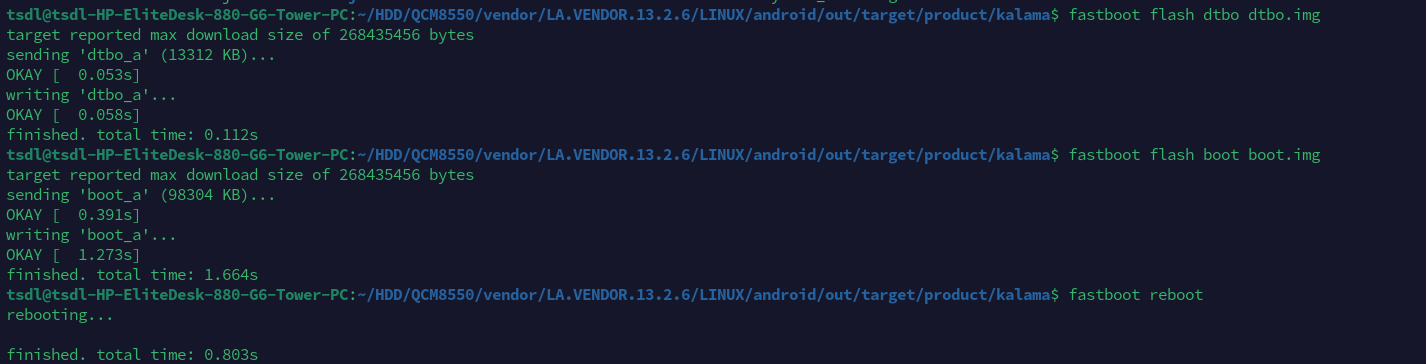 tsdl@tsdl-HP-EliteDesk-880-G6-Tower-PC:~/HDD/QCM8550/vendor/LA.VENDOR.13.2.6/LINUX/android/out/target/product/kalama$ fastboot flash dtbo dtbo.img
target reported max download size of 268435456 bytes
sending 'dtbo_a' (13312 KB)...
OKAY [  0.053s]
writing 'dtbo_a'...
OKAY [  0.058s]
finished. total time: 0.112s
tsdl@tsdl-HP-EliteDesk-880-G6-Tower-PC:~/HDD/QCM8550/vendor/LA.VENDOR.13.2.6/LINUX/android/out/target/product/kalama$ fastboot flash boot boot.img
target reported max download size of 268435456 bytes
sending 'boot_a' (98304 KB)...
OKAY [  0.391s]
writing 'boot_a'...
OKAY [  1.273s]
finished. total time: 1.664s
tsdl@tsdl-HP-EliteDesk-880-G6-Tower-PC:~/HDD/QCM8550/vendor/LA.VENDOR.13.2.6/LINUX/android/out/target/product/kalama$ fastboot reboot
rebooting...
finished. total time: 0.803s